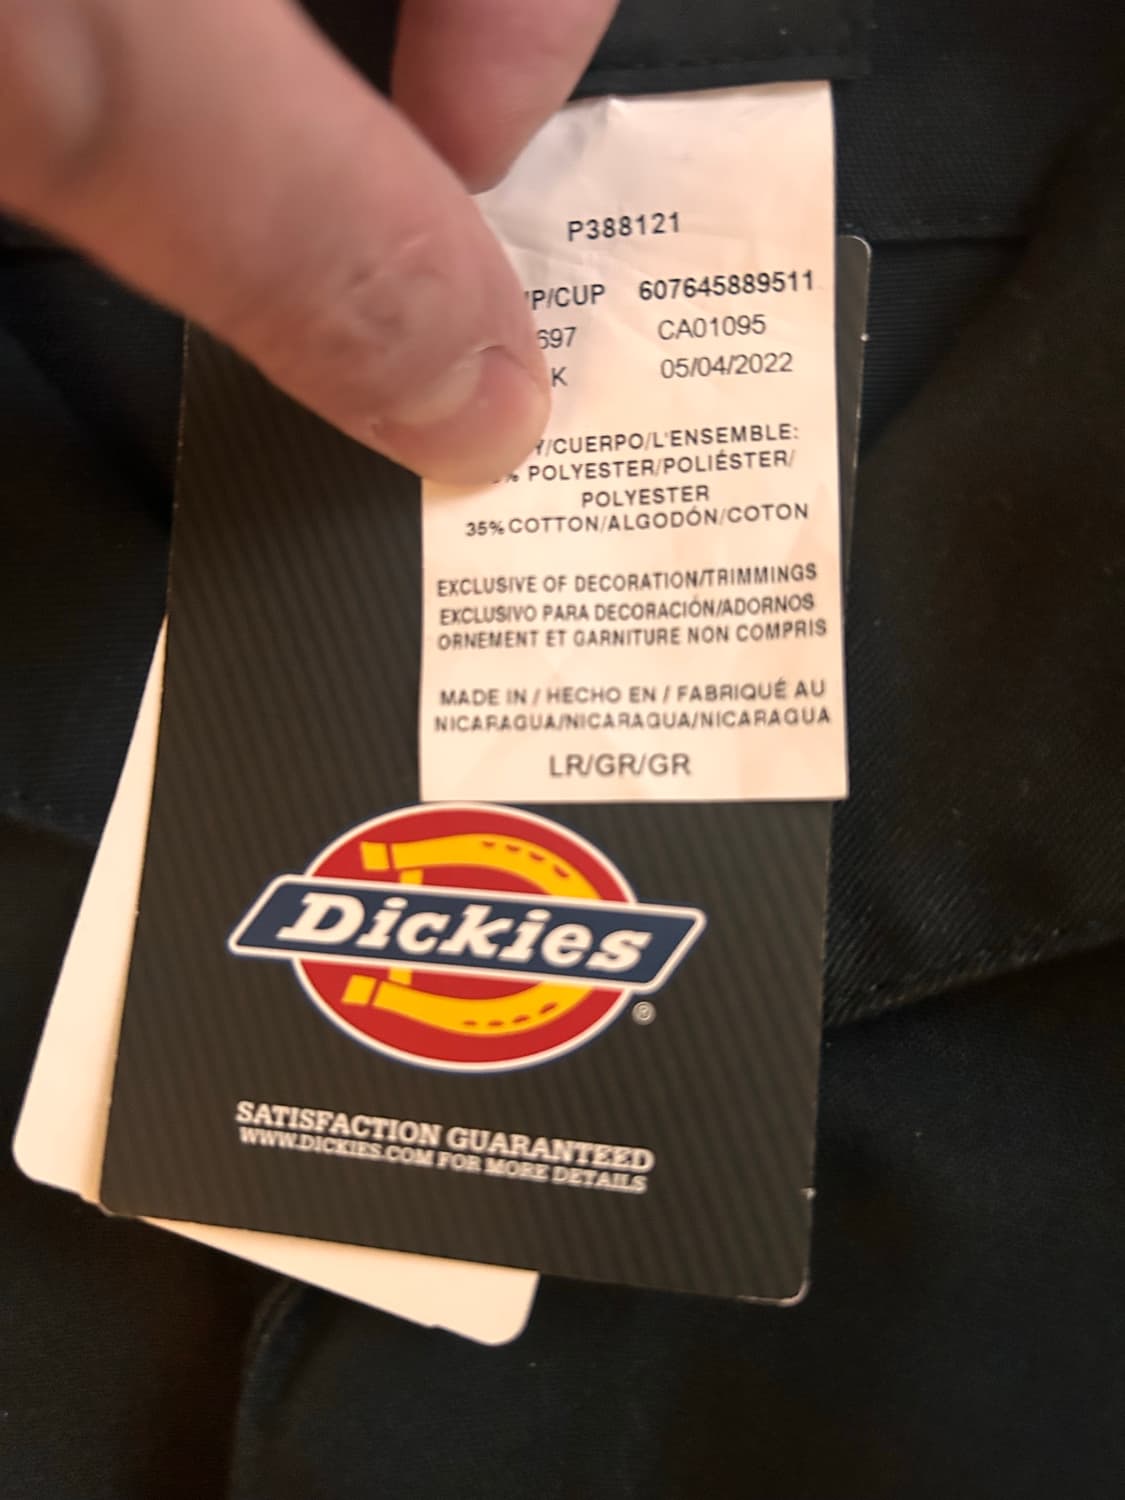 P388121
P/CUP 607645889511
697 CA01095
K 05/04/2022
Y/CUERPO/L'ENSEMBLE:
% POLYESTER/POLIÉSTER/
POLYESTER
35% COTTON/ALGODÓN/COTON
EXCLUSIVE OF DECORATION/TRIMMINGS
EXCLUSIVO PARA DECORACIÓN/ADORNOS
ORNEMENT ET GARNITURE NON COMPRIS
MADE IN / HECHO EN / FABRIQUÉ AU
NICARAGUA/NICARAGUA/NICARAGUA
LR/GR/GR
Dickies
®
SATISFACTION GUARANTEED
WWW.DICKIES.COM FOR MORE DETAILS